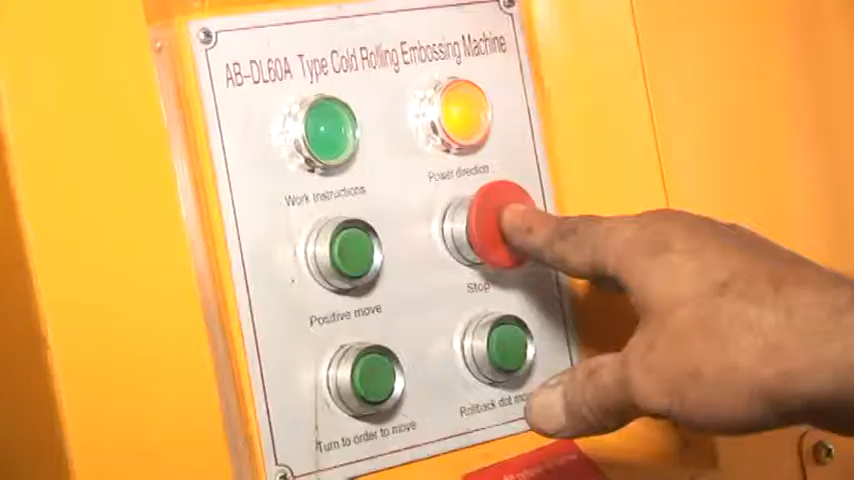 AB-DL60A Type Cold Rolling Embossing Machine
Work instructions
Power direction
Positive move
Stop
Turn to order to move
Rollback dot